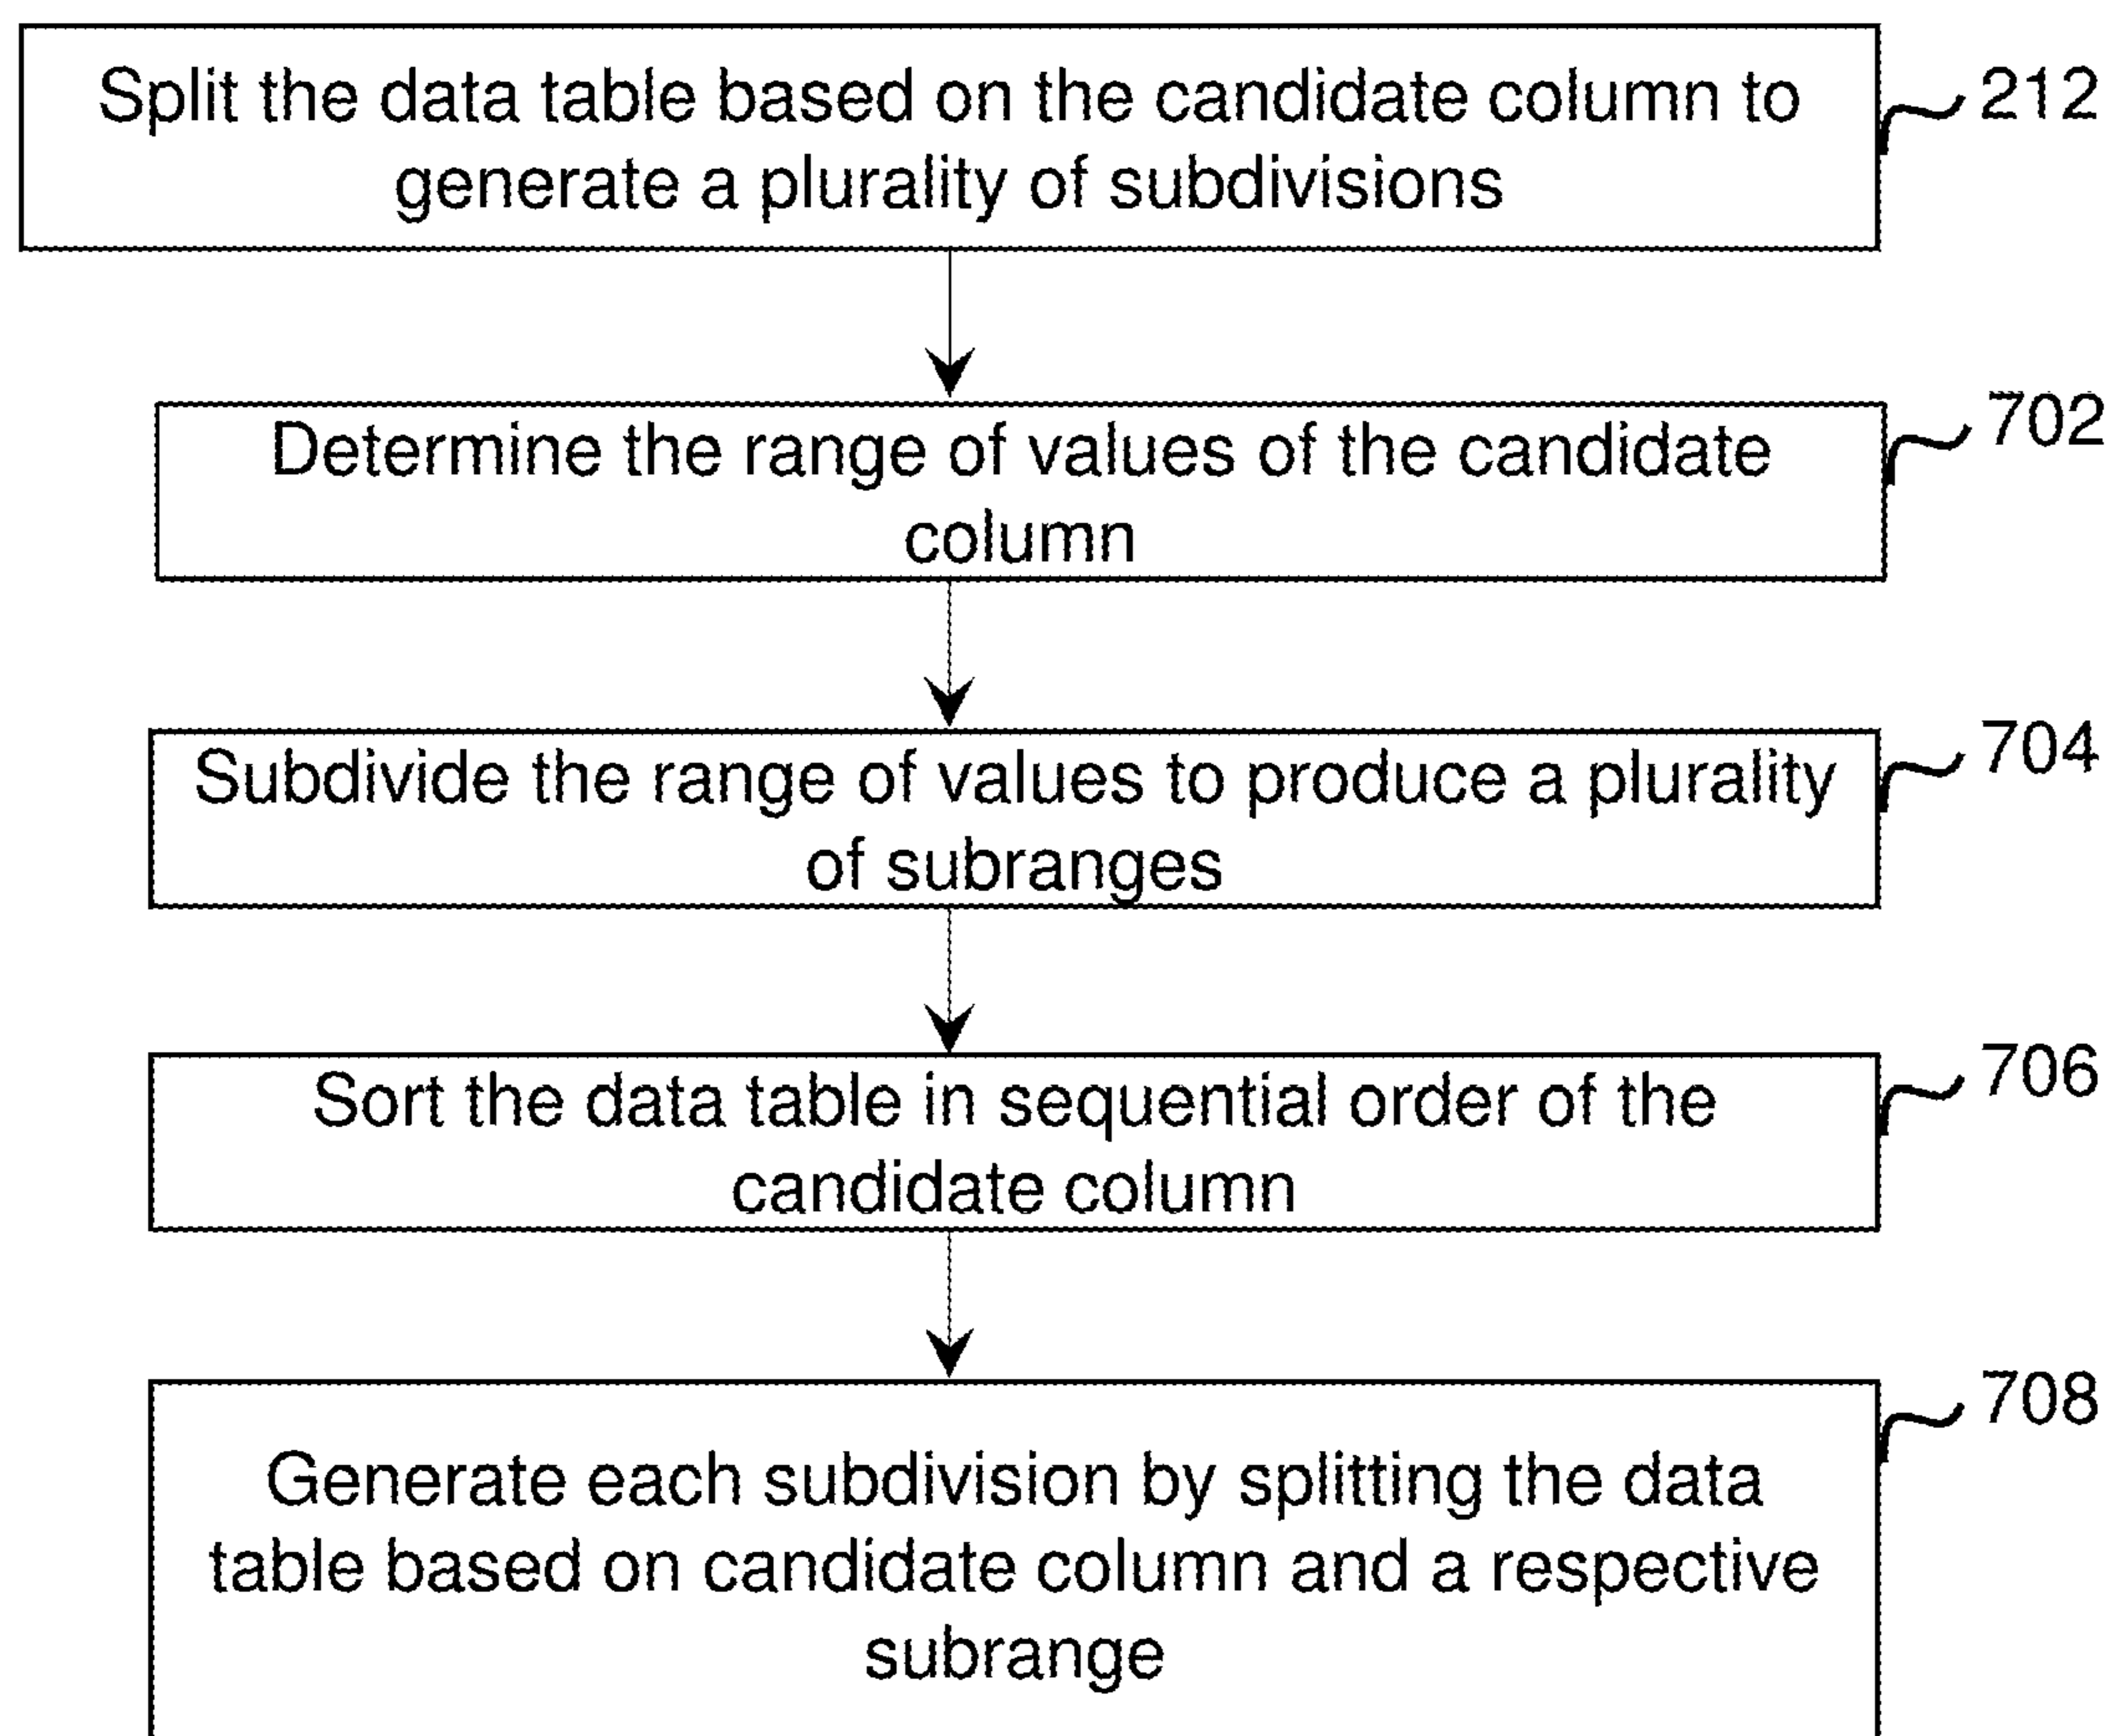 Split the data table based on the candidate column to
generate a plurality of subdivisions
212
Determine the range of values of the candidate
column
702
Subdivide the range of values to produce a plurality
of subranges
704
Sort the data table in sequential order of the
candidate column
706
Generate each subdivision by splitting the data
table based on candidate column and a respective
subrange
708